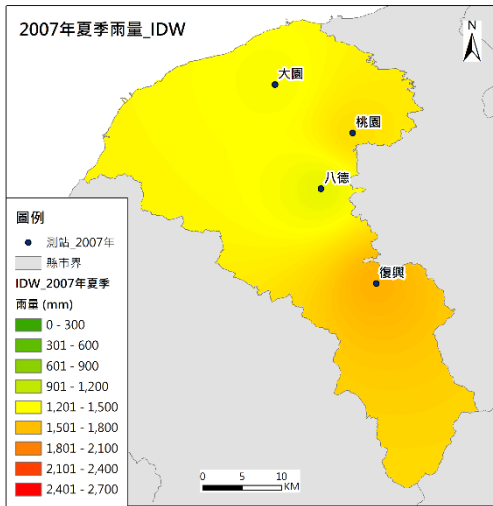 2007年夏季雨量_IDW
N
大園
桃園
八德
復興
圖例
測站_2007年
縣市界
IDW_2007年夏季
雨量 (mm)
0 - 300
301 - 600
601 - 900
901 - 1,200
1,201 - 1,500
1,501 - 1,800
1,801 - 2,100
2,101 - 2,400
2,401 - 2,700
0 5 10
KM